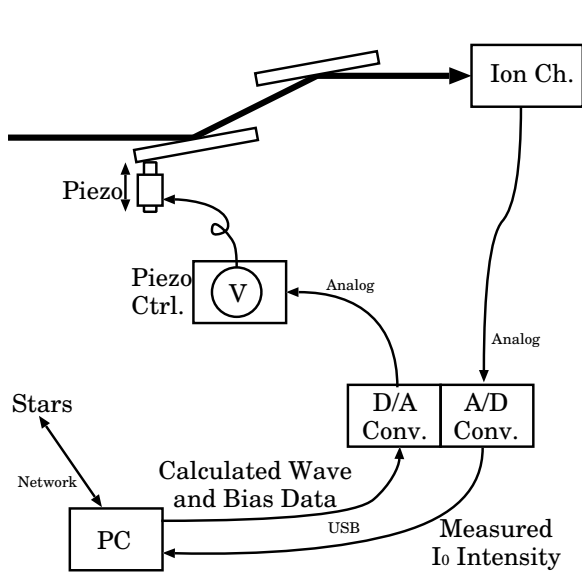 Ion Ch.
Piezo
Piezo
Ctrl.
V
Analog
Analog
D/A
Conv.
A/D
Conv.
Stars
Network
Calculated Wave
and Bias Data
USB
PC
Measured
I0 Intensity